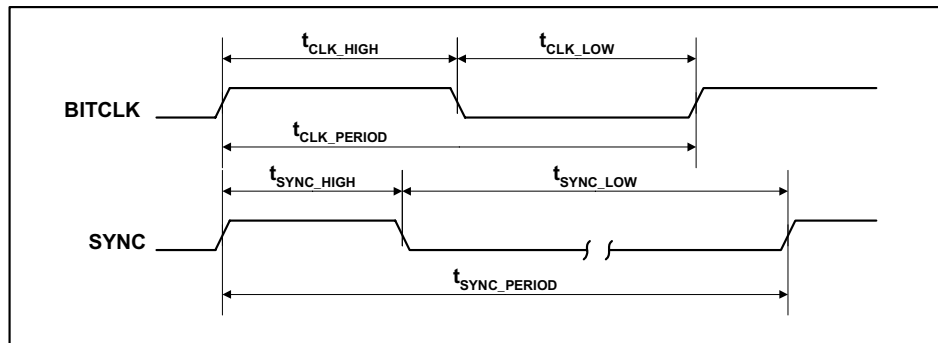 tCLK_HIGH tCLK_LOW
BITCLK
tCLK_PERIOD
tSYNC_HIGH tSYNC_LOW
SYNC
tSYNC_PERIOD